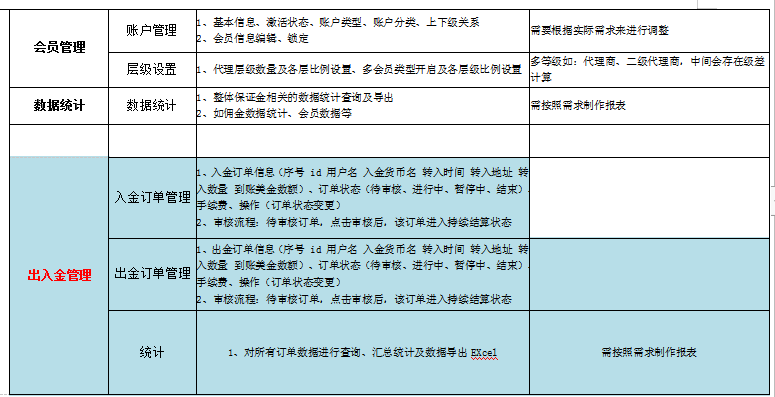 会员管理
账户管理
1、基本信息、激活状态、账户类型、账户分类、上下级关系
2、会员信息编辑、锁定
需要根据实际需求来进行调整
层级设置
1、代理层级数量及各层比例设置、多会员类型开启及各层级比例设置
多等级如：代理商、二级代理商，中间会存在级差
计算
数据统计
数据统计
1、整体保证金相关的数据统计查询及导出
2、如佣金数据统计、会员数据等
需按照需求制作报表
出入金管理
入金订单管理
1、入金订单信息（序号 id 用户名 入金货币名 转入时间 转入地址 转
入数量 到账美金数额）、订单状态（待审核、进行中、暂停中、结束）、
手续费、操作（订单状态变更）
2、审核流程：待审核订单，点击审核后，该订单进入持续结算状态
出金订单管理
1、出金订单信息（序号 id 用户名 入金货币名 转入时间 转入地址 转
入数量 到账美金数额）、订单状态（待审核、进行中、暂停中、结束）、
手续费、操作（订单状态变更）
2、审核流程：待审核订单，点击审核后，该订单进入持续结算状态
统计
1、对所有订单数据进行查询、汇总统计及数据导出 EXcel
需按照需求制作报表